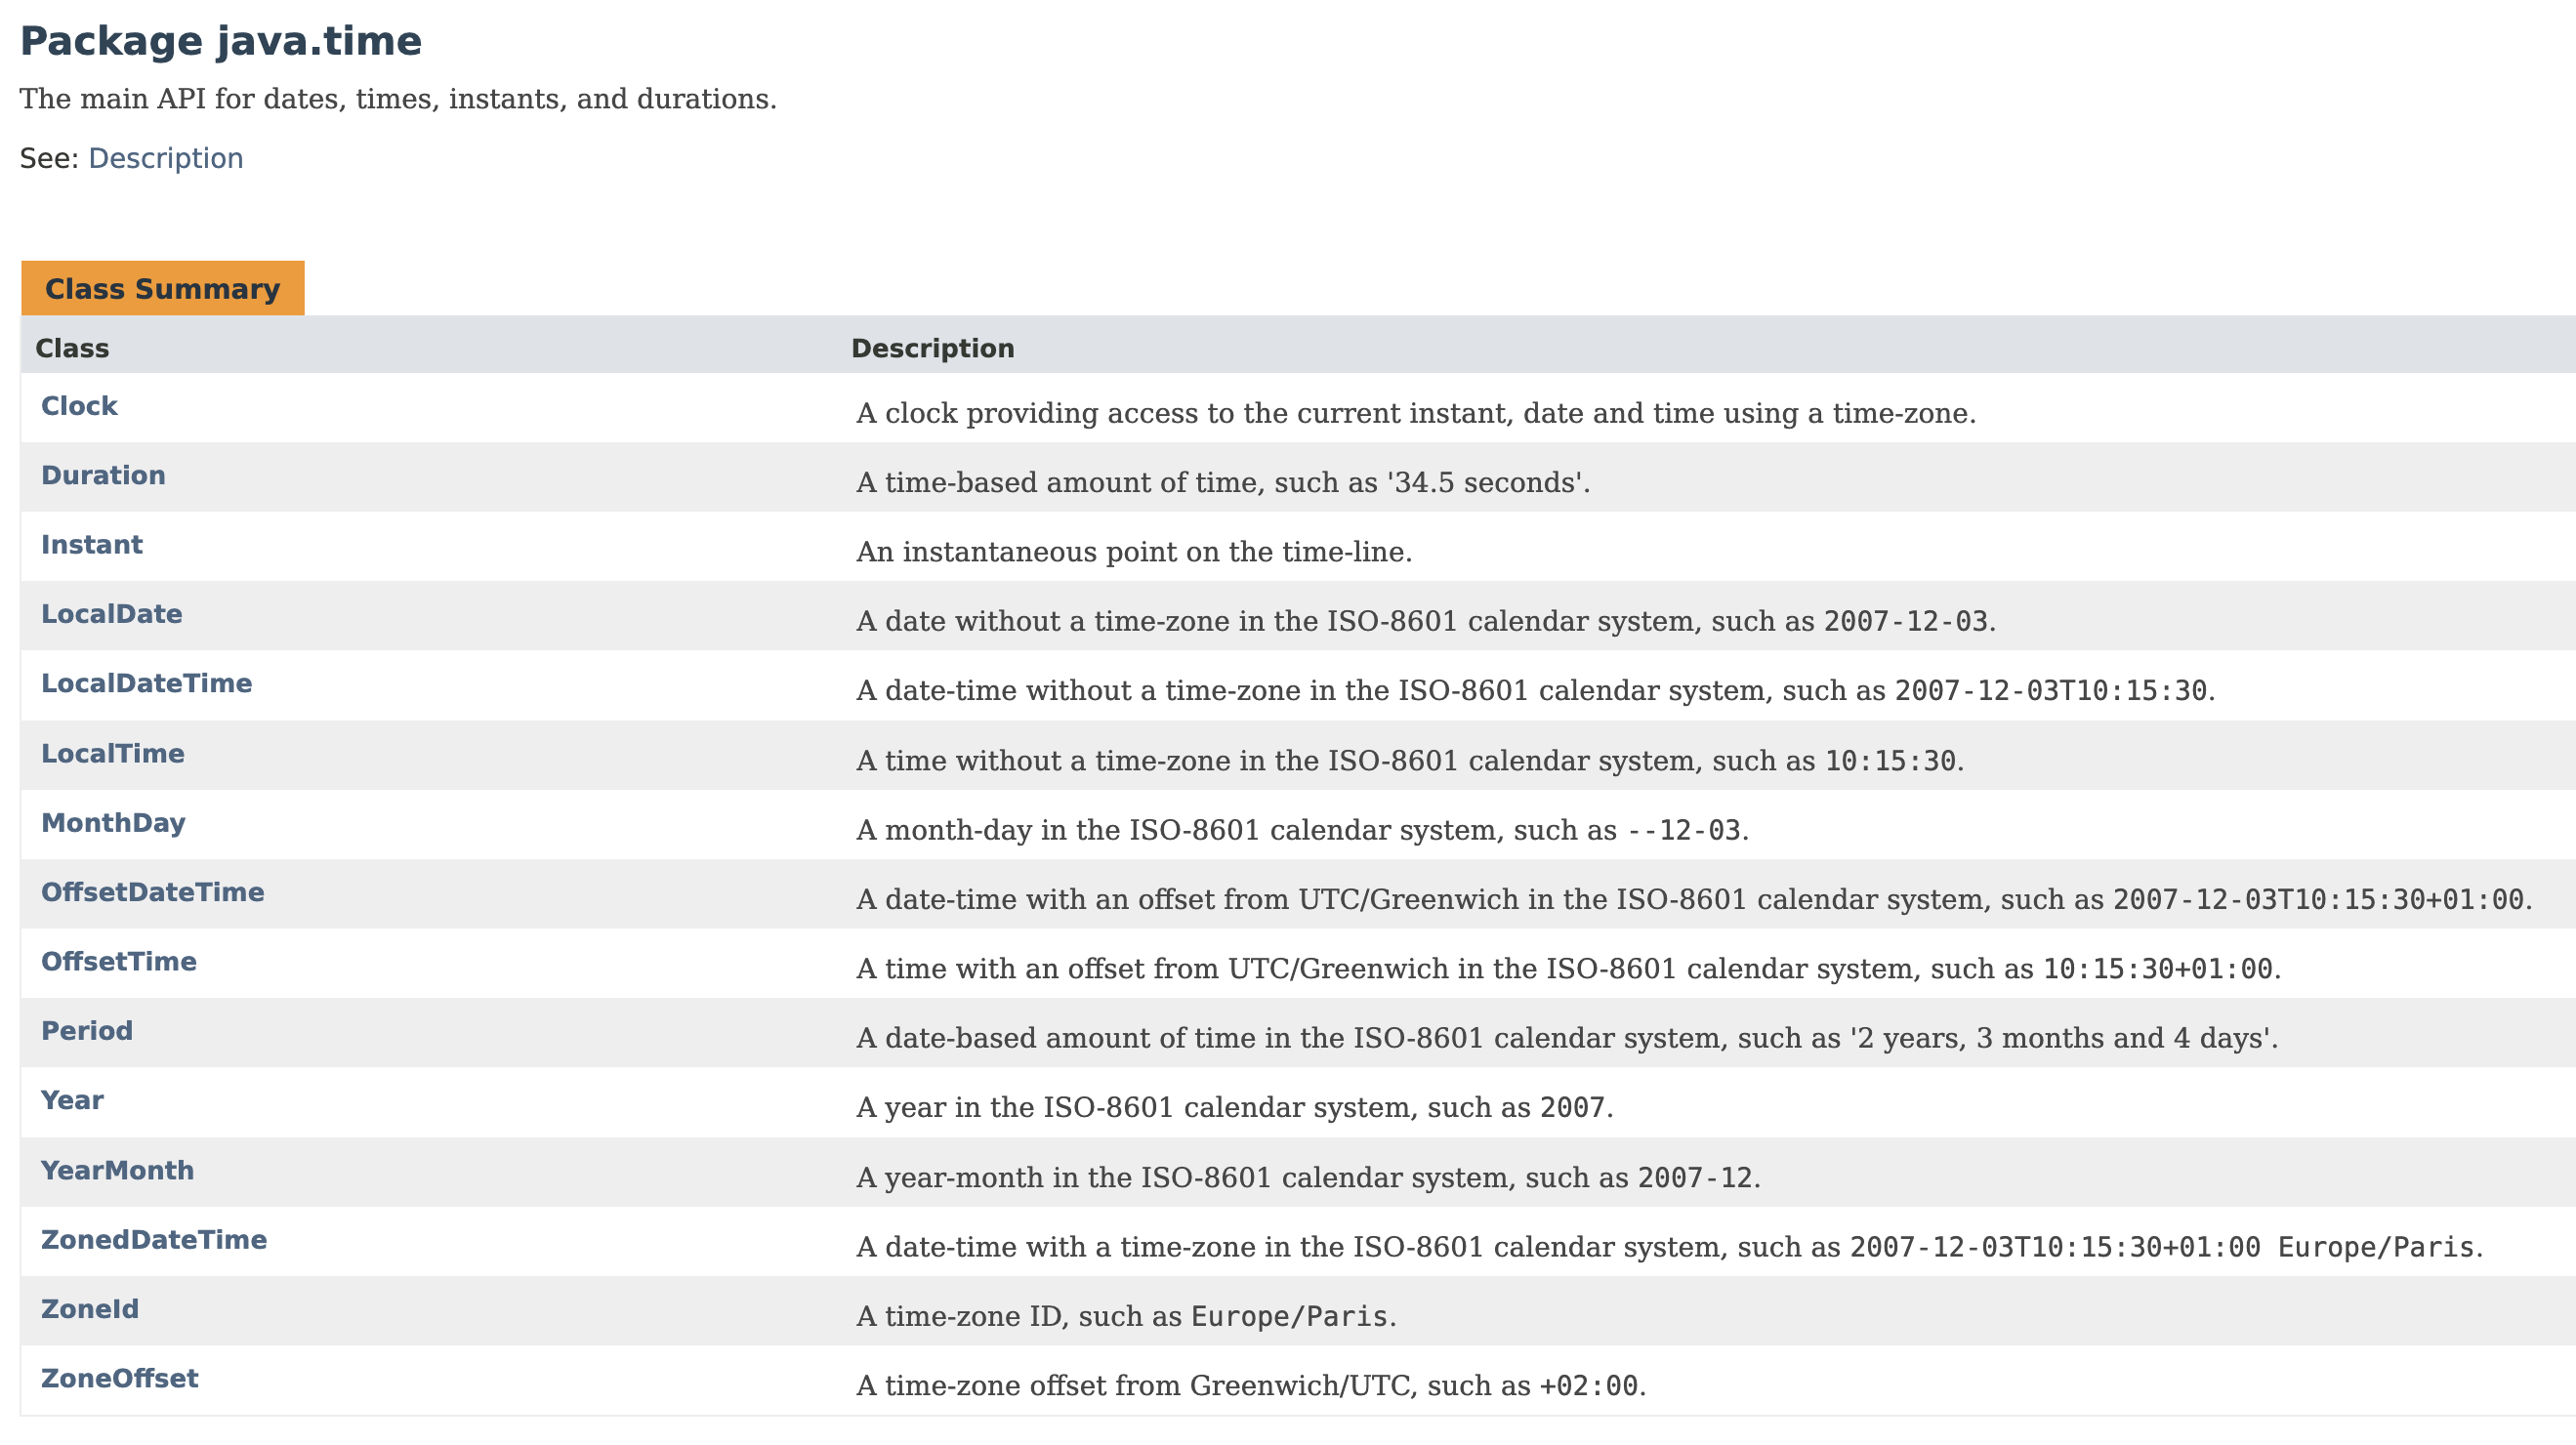 Package java.time
The main API for dates, times, instants, and durations.
See: Description
Class Summary
Class Description
Clock A clock providing access to the current instant, date and time using a time-zone.
Duration A time-based amount of time, such as '34.5 seconds'.
Instant An instantaneous point on the time-line.
LocalDate A date without a time-zone in the ISO-8601 calendar system, such as 2007-12-03.
LocalDateTime A date-time without a time-zone in the ISO-8601 calendar system, such as 2007-12-03T10:15:30.
LocalTime A time without a time-zone in the ISO-8601 calendar system, such as 10:15:30.
MonthDay A month-day in the ISO-8601 calendar system, such as --12-03.
OffsetDateTime A date-time with an offset from UTC/Greenwich in the ISO-8601 calendar system, such as 2007-12-03T10:15:30+01:00.
OffsetTime A time with an offset from UTC/Greenwich in the ISO-8601 calendar system, such as 10:15:30+01:00.
Period A date-based amount of time in the ISO-8601 calendar system, such as '2 years, 3 months and 4 days'.
Year A year in the ISO-8601 calendar system, such as 2007.
YearMonth A year-month in the ISO-8601 calendar system, such as 2007-12.
ZonedDateTime A date-time with a time-zone in the ISO-8601 calendar system, such as 2007-12-03T10:15:30+01:00 Europe/Paris.
ZoneId A time-zone ID, such as Europe/Paris.
ZoneOffset A time-zone offset from Greenwich/UTC, such as +02:00.